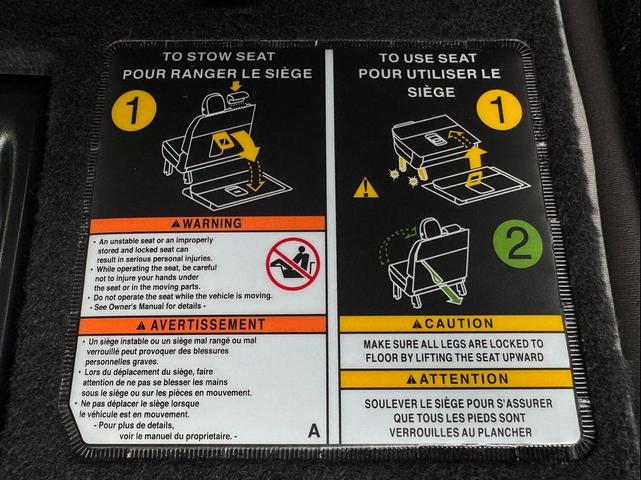 TO STOW SEAT
POUR RANGER LE SIÈGE
1
WARNING
• An unstable seat or an improperly
stored and locked seat can
result in serious personal injuries.
• While operating the seat, be careful
not to injure your hands under
the seat or in the moving parts.
• Do not operate the seat while the vehicle is moving.
- See Owner's Manual for details -
AVERTISSEMENT
• Un siège instable ou un siège mal rangé ou mal
verrouillé peut provoquer des blessures
personnelles graves.
• Lors du déplacement du siège, faire
attention de ne pas se blesser les mains
sous le siège ou sur les pièces en mouvement.
• Ne pas déplacer le siège lorsque
le véhicule est en mouvement.
- Pour plus de details,
voir le manuel du proprietaire. -
A
TO USE SEAT
POUR UTILISER LE
SIÈGE
1
2
CAUTION
MAKE SURE ALL LEGS ARE LOCKED TO
FLOOR BY LIFTING THE SEAT UPWARD
ATTENTION
SOULEVER LE SIÈGE POUR S'ASSURER
QUE TOUS LES PIEDS SONT
VERROUILLES AU PLANCHER